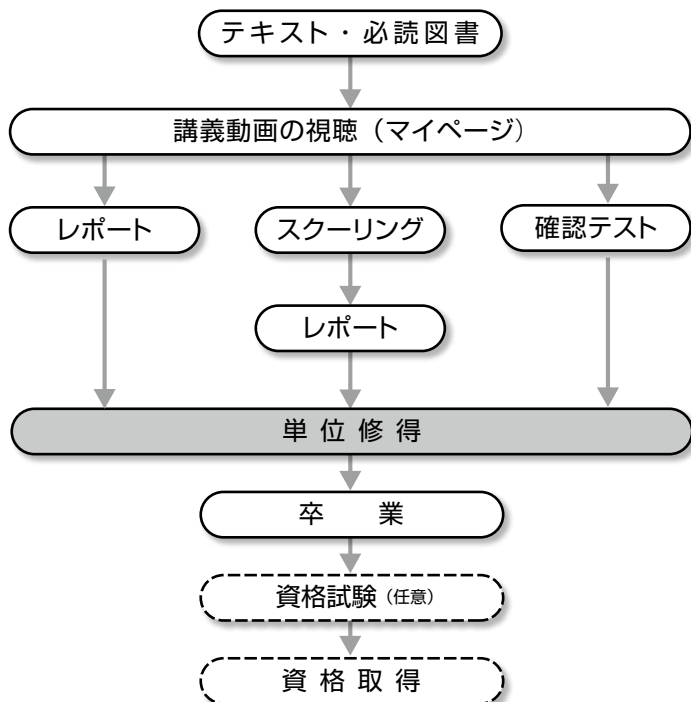 テキスト・必読図書
講義動画の視聴（マイページ）
レポート
スクーリング
確認テスト
レポート
単位修得
卒業
資格試験（任意）
資格取得